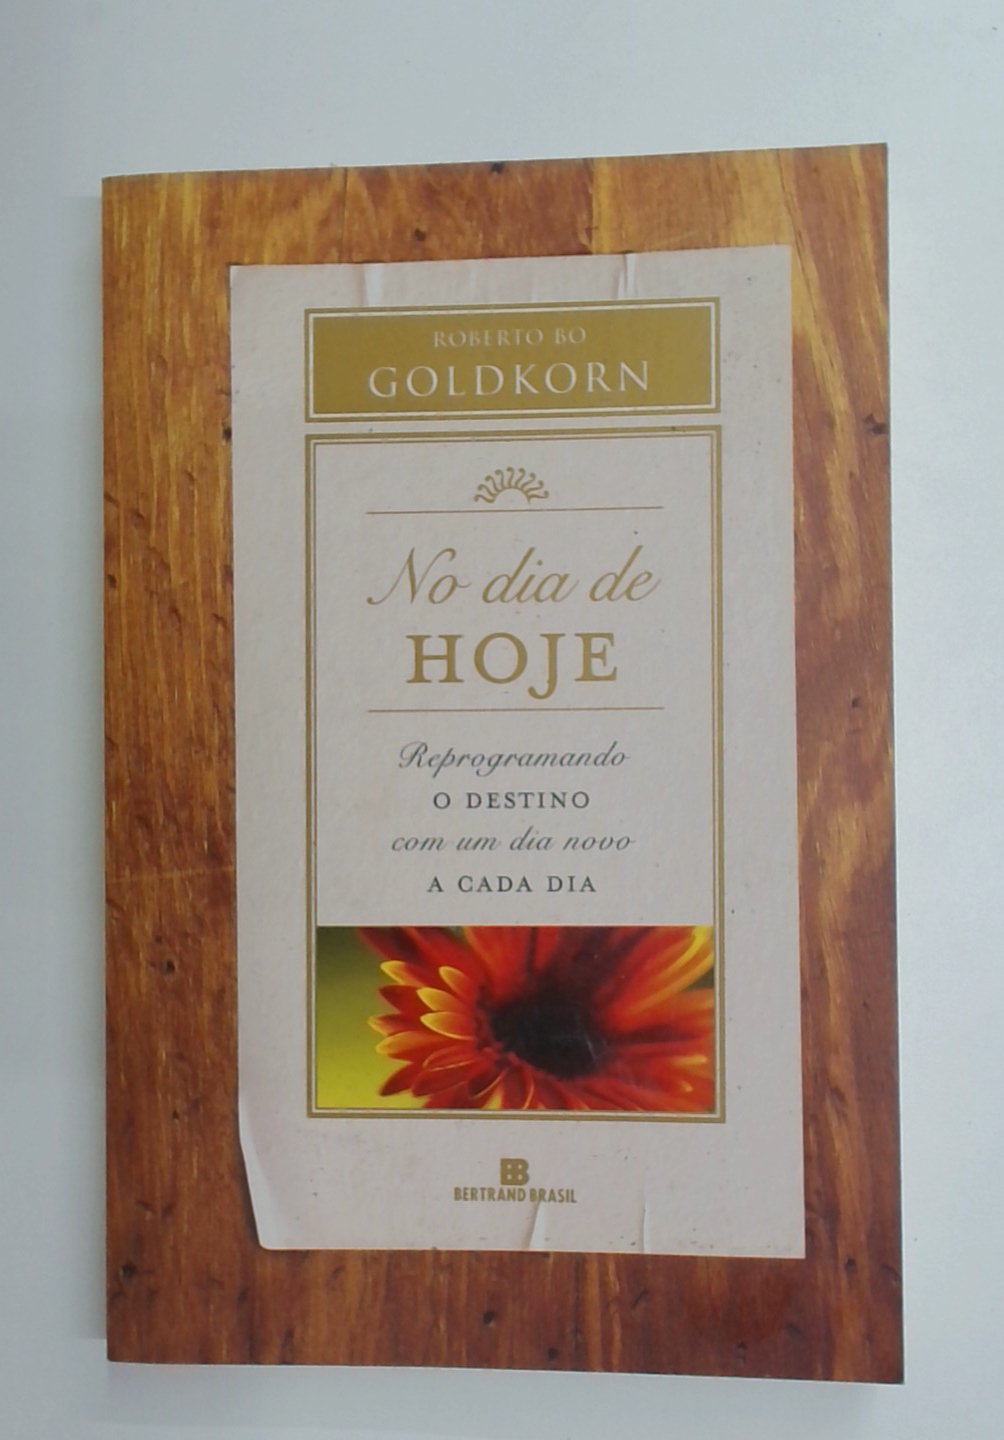 ROBERTO BO
GOLDKORN
No dia de
HOJE
Reprogramando
O DESTINO
com um dia novo
A CADA DIA
BB
BERTRAND BRASIL